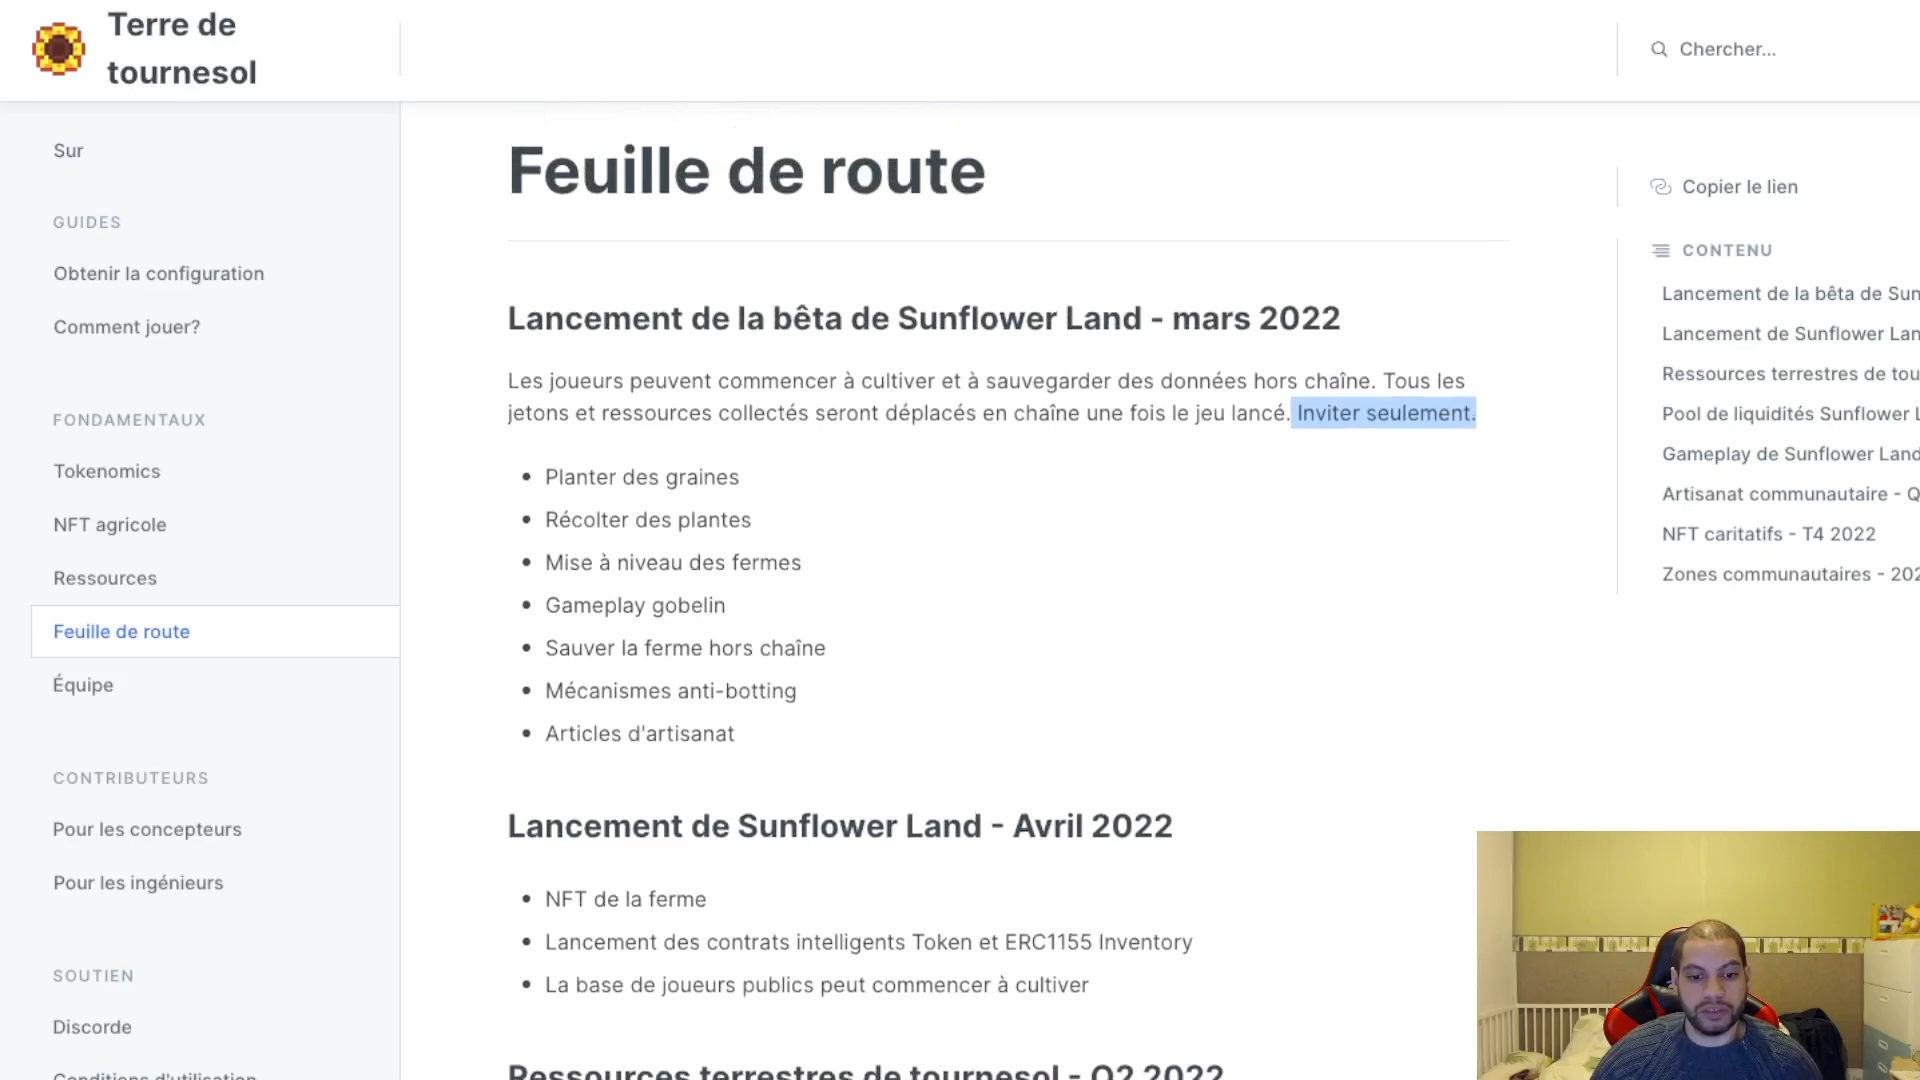 Terre de
tournesol
Chercher...
Sur
GUIDES
Obtenir la configuration
Comment jouer?
FONDAMENTAUX
Tokenomics
NFT agricole
Ressources
Feuille de route
Équipe
CONTRIBUTEURS
Pour les concepteurs
Pour les ingénieurs
SOUTIEN
Discorde
Conditions d'utilisation
Feuille de route
Lancement de la bêta de Sunflower Land - mars 2022
Les joueurs peuvent commencer à cultiver et à sauvegarder des données hors chaîne. Tous les
jetons et ressources collectés seront déplacés en chaîne une fois le jeu lancé. Inviter seulement.
Planter des graines
Récolter des plantes
Mise à niveau des fermes
Gameplay gobelin
Sauver la ferme hors chaîne
Mécanismes anti-botting
Articles d'artisanat
Lancement de Sunflower Land - Avril 2022
NFT de la ferme
Lancement des contrats intelligents Token et ERC1155 Inventory
La base de joueurs publics peut commencer à cultiver
Ressources terrestres de tournesol - Q2 2022
Copier le lien
CONTENU
Lancement de la bêta de Sun
Lancement de Sunflower Lan
Ressources terrestres de tou
Pool de liquidités Sunflower L
Gameplay de Sunflower Land
Artisanat communautaire - Q
NFT caritatifs - T4 2022
Zones communautaires - 202